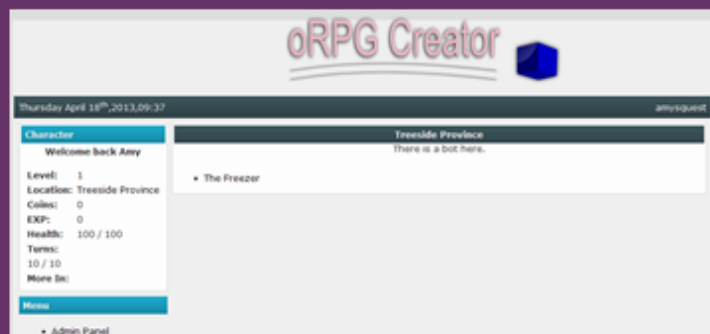 oRPG Creator
Thursday April 18th,2013,09:37
amysquest
Character
Welcome back Amy
Level: 1
Location: Treeside Province
Coins: 0
EXP: 0
Health: 100 / 100
Turns:
10 / 10
More In:
Menu
• Admin Panel
Treeside Province
There is a bot here.
• The Freezer